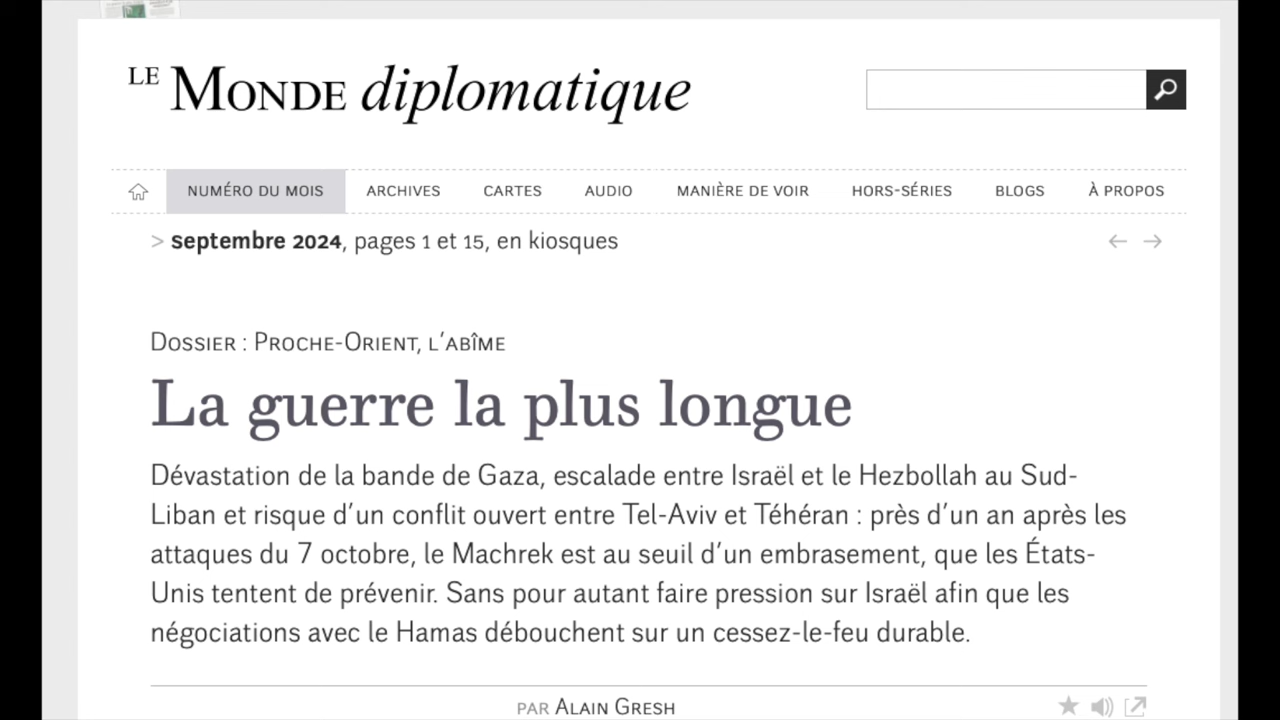 LE MONDE diplomatique
NUMÉRO DU MOIS ARCHIVES CARTES AUDIO MANIÈRE DE VOIR HORS-SÉRIES BLOGS À PROPOS
> septembre 2024, pages 1 et 15, en kiosques
DOSSIER : PROCHE-ORIENT, L’ABÎME
La guerre la plus longue
Dévastation de la bande de Gaza, escalade entre Israël et le Hezbollah au Sud-
Liban et risque d’un conflit ouvert entre Tel-Aviv et Téhéran : près d’un an après les
attaques du 7 octobre, le Machrek est au seuil d’un embrasement, que les États-
Unis tentent de prévenir. Sans pour autant faire pression sur Israël afin que les
négociations avec le Hamas débouchent sur un cessez-le-feu durable.
PAR ALAIN GRESH